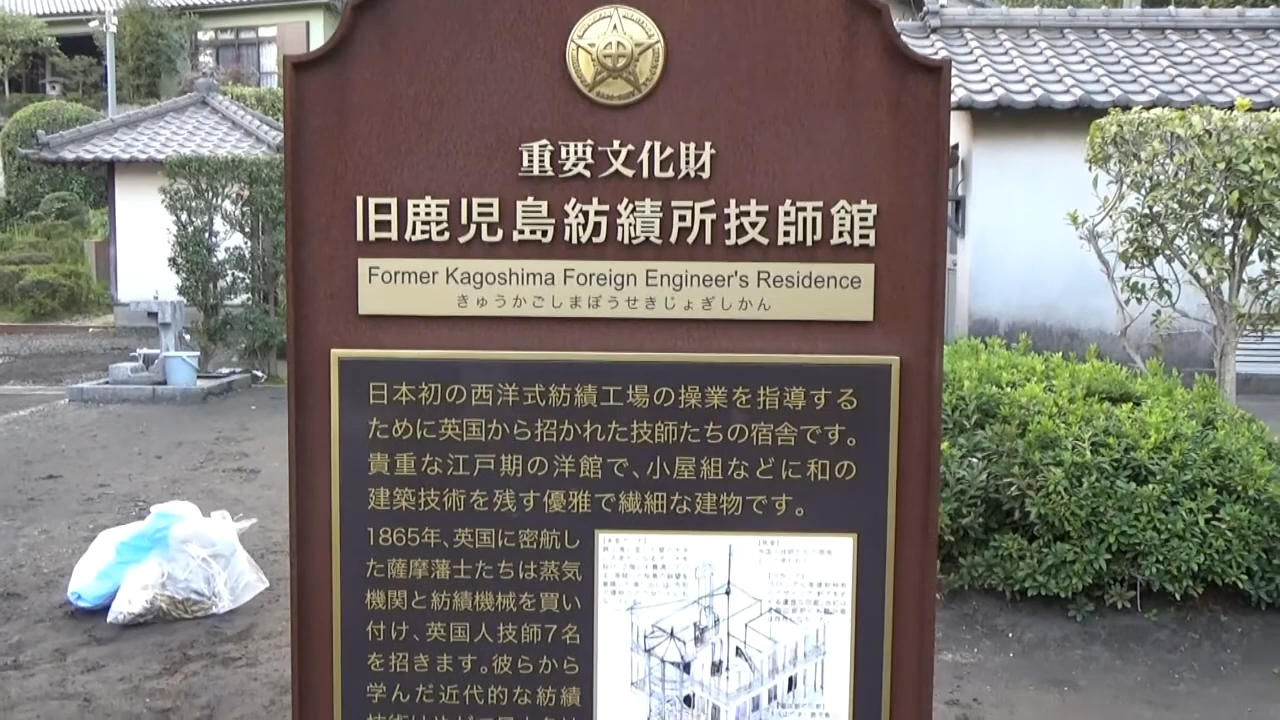 重要文化財
旧鹿児島紡績所技師館
Former Kagoshima Foreign Engineer's Residence
きゅうかごしまぼうせきじょぎしかん
日本初の西洋式紡績工場の操業を指導する
ために英国から招かれた技師たちの宿舎です。
貴重な江戸期の洋館で、小屋組などに和の
建築技術を残す優雅で繊細な建物です。
1865年、英国に密航し
た薩摩藩士たちは蒸気
機関と紡績機械を買い
付け、英国人技師7名
を招きます。彼らから
学んだ近代的な紡績